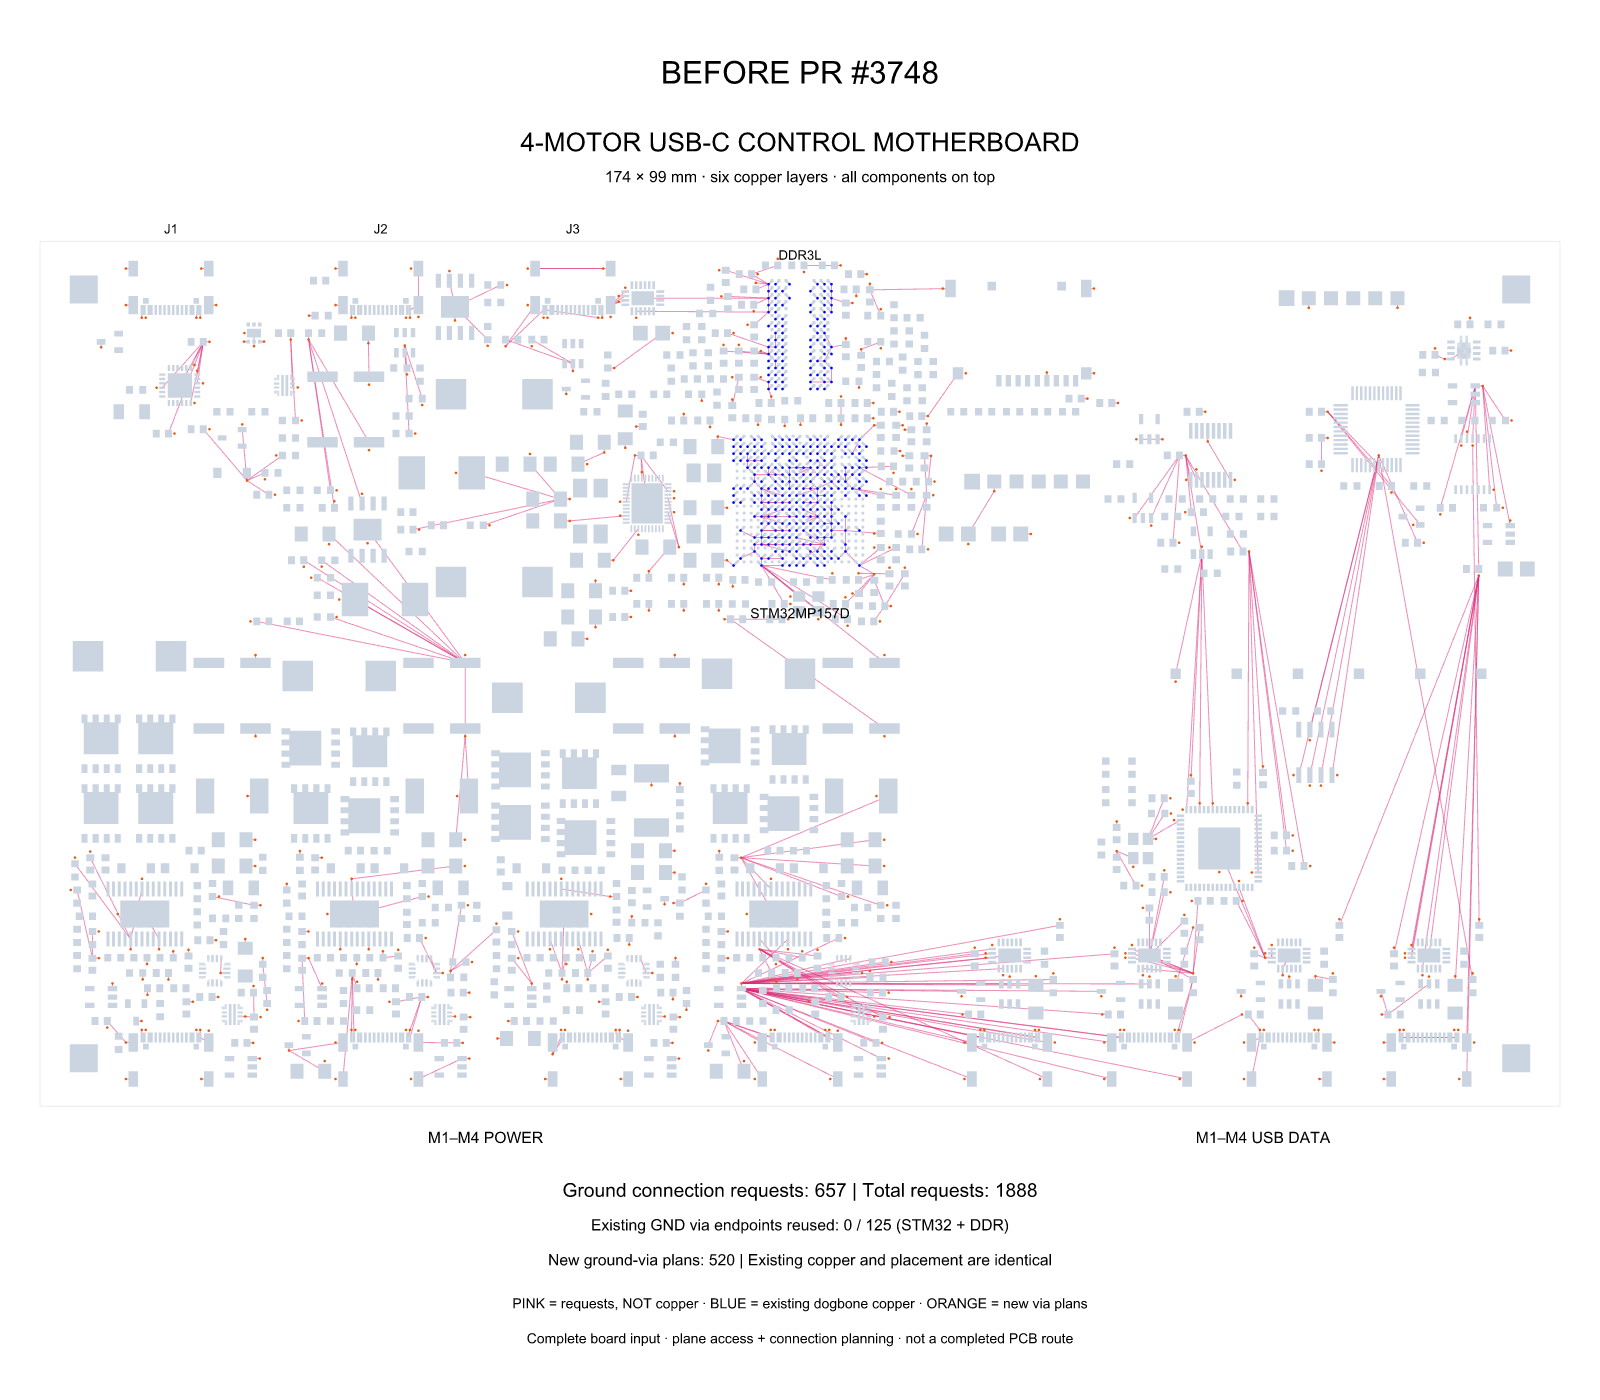 BEFORE PR #3748
4-MOTOR USB-C CONTROL MOTHERBOARD
174 × 99 mm · six copper layers · all components on top
J1
J2
J3
DDR3L
STM32MP157D
M1–M4 POWER
M1–M4 USB DATA
Ground connection requests: 657 | Total requests: 1888
Existing GND via endpoints reused: 0 / 125 (STM32 + DDR)
New ground-via plans: 520 | Existing copper and placement are identical
PINK = requests, NOT copper · BLUE = existing dogbone copper · ORANGE = new via plans
Complete board input · plane access + connection planning · not a completed PCB route